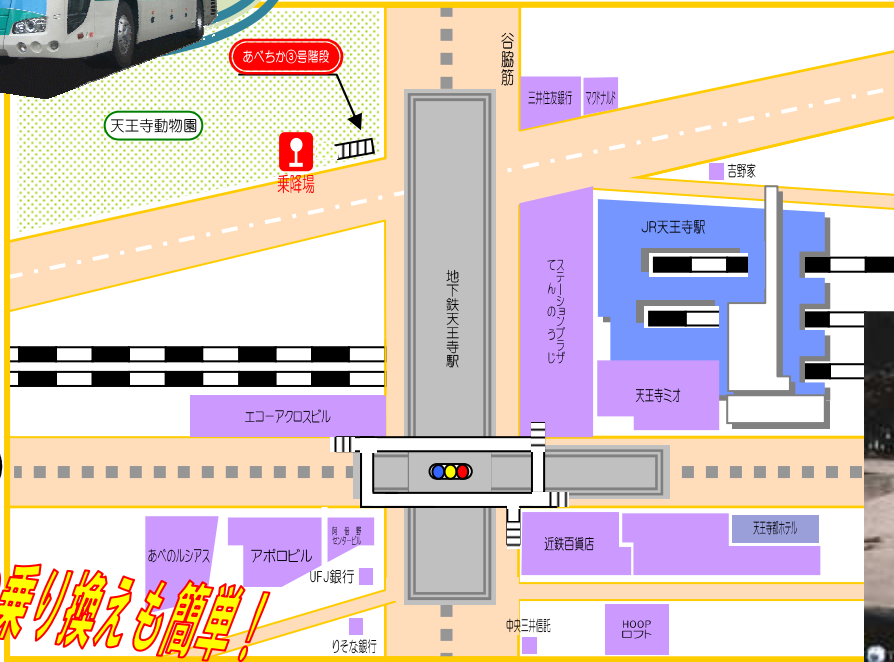 あべちか③号階段
天王寺動物園
乗降場
谷脇筋
三井住友銀行
マクドナルド
吉野家
JR天王寺駅
ステーションプラザ
てんのうじ
地下鉄天王寺駅
天王寺ミオ
エコーアクロスビル
あべのルシアス
アポロビル
阿倍野
センタービル
UFJ銀行
近鉄百貨店
天王寺都ホテル
中央三井信託
HOOP
ロフト
りそな銀行
乗り換えも簡単！